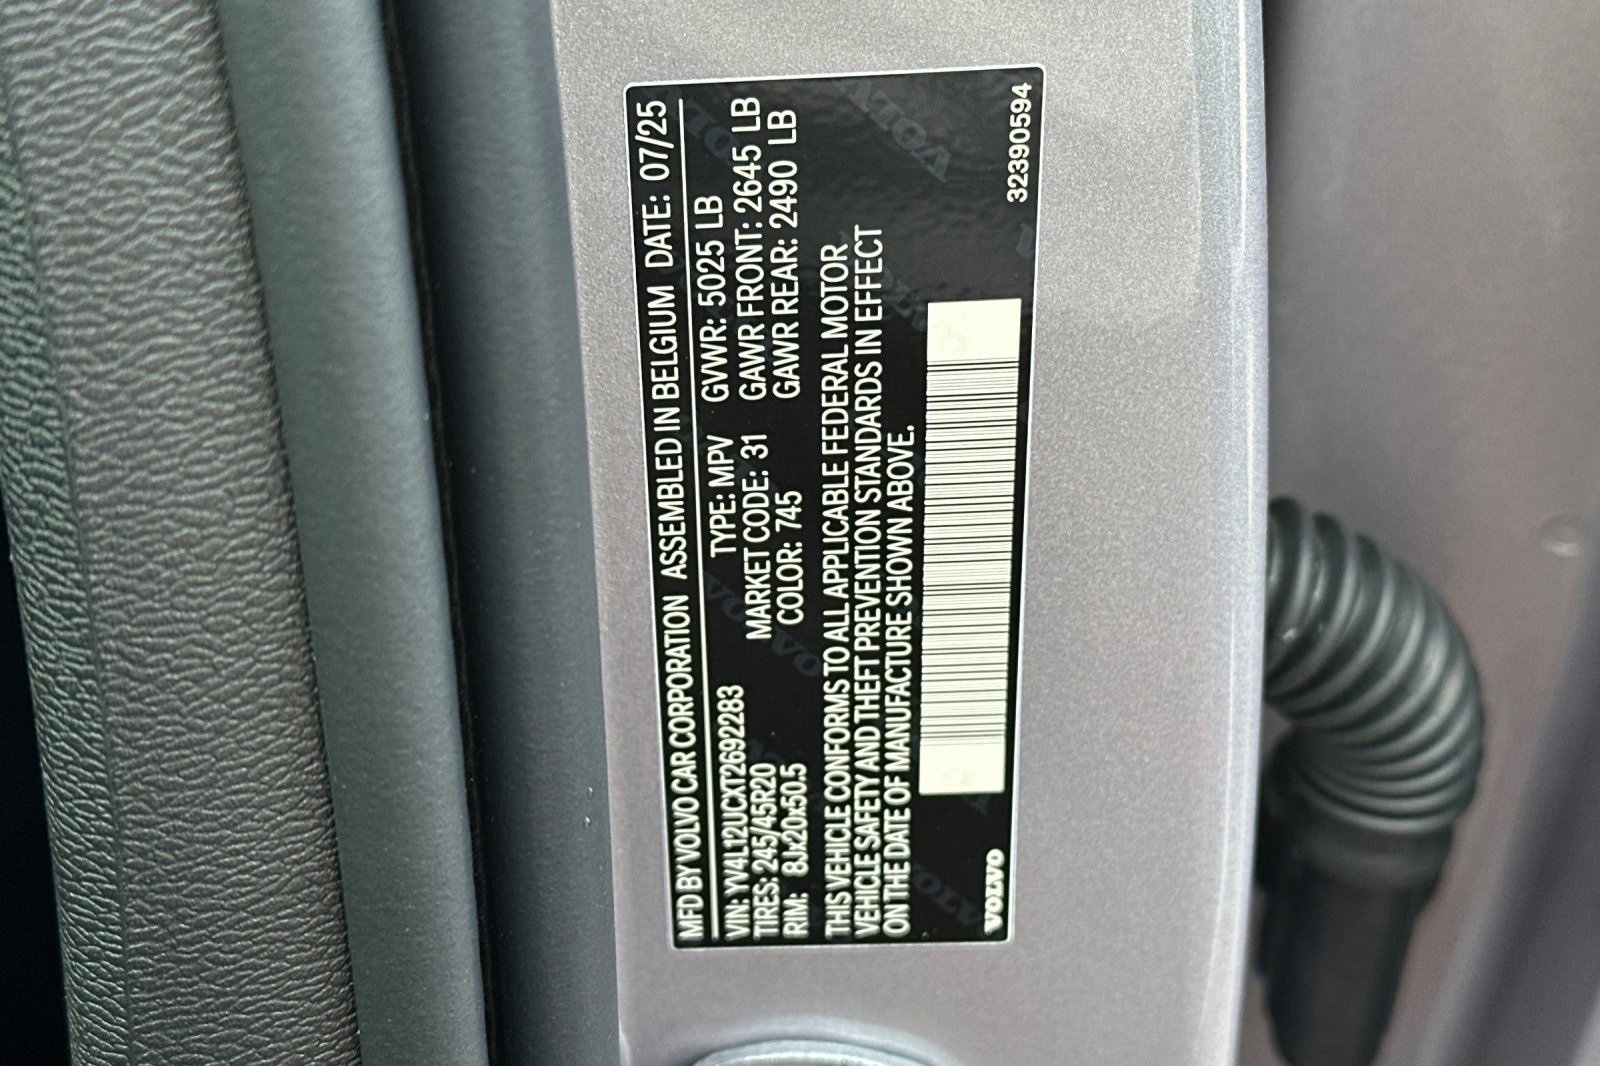 MFD BY VOLVO CAR CORPORATION ASSEMBLED IN BELGIUM DATE: 07/25
VIN: YV4L12UCXT2692283 TYPE: MPV GVWR: 5025 LB
TIRES: 245/45R20 MARKET CODE: 31 GAWR FRONT: 2645 LB
RIM: 8Jx20x50.5 COLOR: 745 GAWR REAR: 2490 LB
THIS VEHICLE CONFORMS TO ALL APPLICABLE FEDERAL MOTOR
VEHICLE SAFETY AND THEFT PREVENTION STANDARDS IN EFFECT
ON THE DATE OF MANUFACTURE SHOWN ABOVE.
VOLVO 32390594